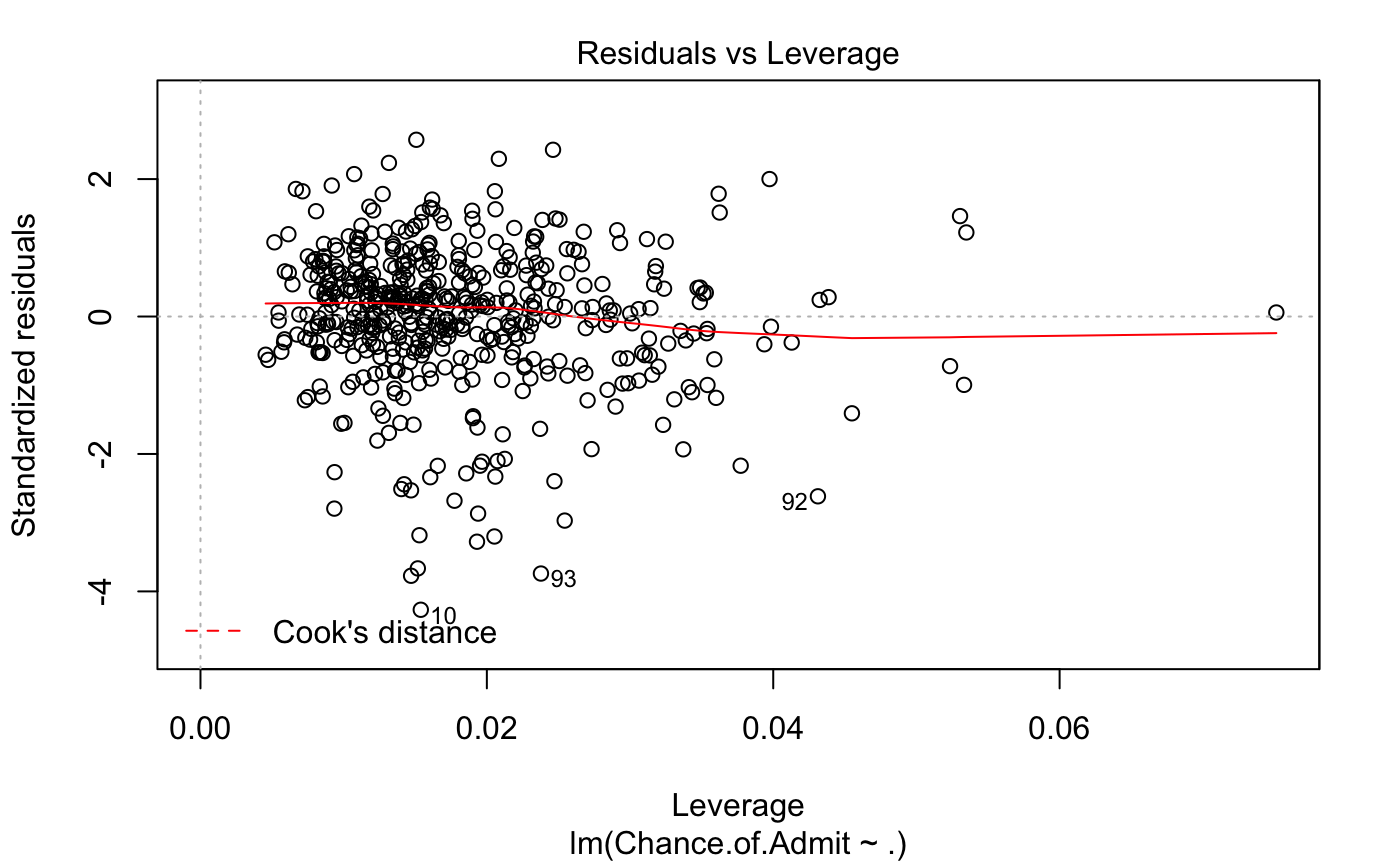 Residuals vs Leverage
Standardized residuals
2
0
-2
-4
92
93
10
Cook's distance
0.00 0.02 0.04 0.06
Leverage
lm(Chance.of.Admit ~ .)